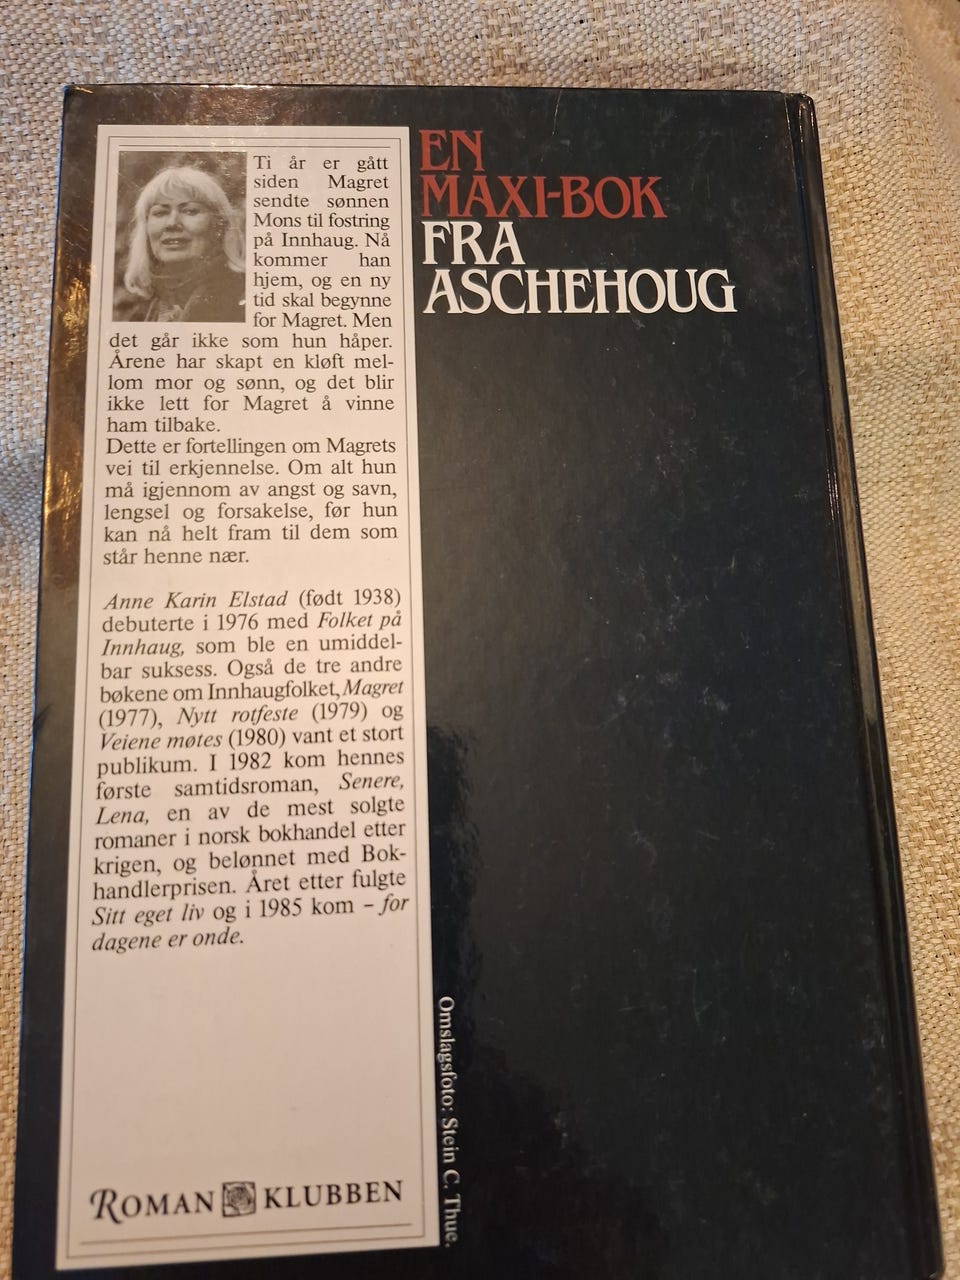 Ti år er gått
siden Magret
sendte sønnen
Mons til fostring
på Innhaug. Nå
kommer han
hjem, og en ny
tid skal begynne
for Magret. Men
det går ikke som hun håper.
Årene har skapt en kløft mel-
lom mor og sønn, og det blir
ikke lett for Magret å vinne
ham tilbake.
Dette er fortellingen om Magrets
vei til erkjennelse. Om alt hun
må igjennom av angst og savn,
lengsel og forsakelse, før hun
kan nå helt fram til dem som
står henne nær.
Anne Karin Elstad (født 1938)
debuterte i 1976 med Folket på
Innhaug, som ble en umiddel-
bar suksess. Også de tre andre
bøkene om Innhaugfolket, Magret
(1977), Nytt rotfeste (1979) og
Veiene møtes (1980) vant et stort
publikum. I 1982 kom hennes
første samtidsroman, Senere,
Lena, en av de mest solgte
romaner i norsk bokhandel etter
krigen, og belønnet med Bok-
handlerprisen. Året etter fulgte
Sitt eget liv og i 1985 kom – for
dagene er onde.
ROMAN KLUBBEN
EN
MAXI-BOK
FRA
ASCHEHOUG
Omslagsfoto: Stein C. Thue.